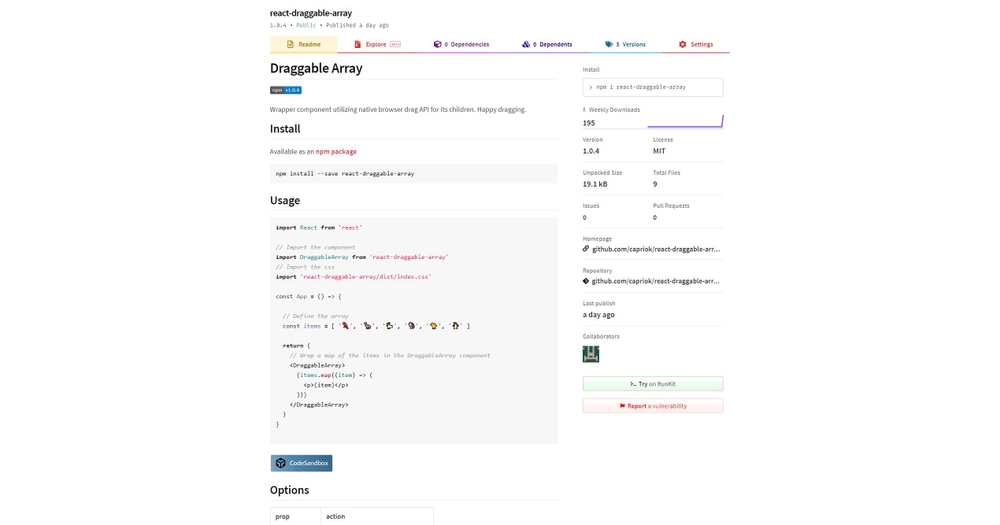 react-draggable-array
1.0.4 • Public • Published a day ago
Readme
Explore BETA
0 Dependencies
0 Dependents
5 Versions
Settings
Draggable Array
npm v1.0.4
Wrapper component utilizing native browser drag API for its children. Happy dragging.
Install
Available as an npm package
npm install --save react-draggable-array
Usage
import React from 'react'
// Import the component
import DraggableArray from 'react-draggable-array'
// Import the css
import 'react-draggable-array/dist/index.css'
const App = () => {
// Define the array
const items = [ '🦎', '🐍', '🐇', '🐘', '🐯', '🐧' ]
return (
// Wrap a map of the items in the DraggableArray component
<DraggableArray>
{items.map((item) => (
<p>{item}</p>
))}
</DraggableArray>
)
}
CodeSandbox
Options
prop action
Install
> npm i react-draggable-array
Weekly Downloads
195
Version License
1.0.4 MIT
Unpacked Size Total Files
19.1 kB 9
Issues Pull Requests
0 0
Homepage
github.com/capriok/react-draggable-arr...
Repository
github.com/capriok/react-draggable-arr...
Last publish
a day ago
Collaborators
>_ Try on RunKit
Report a vulnerability